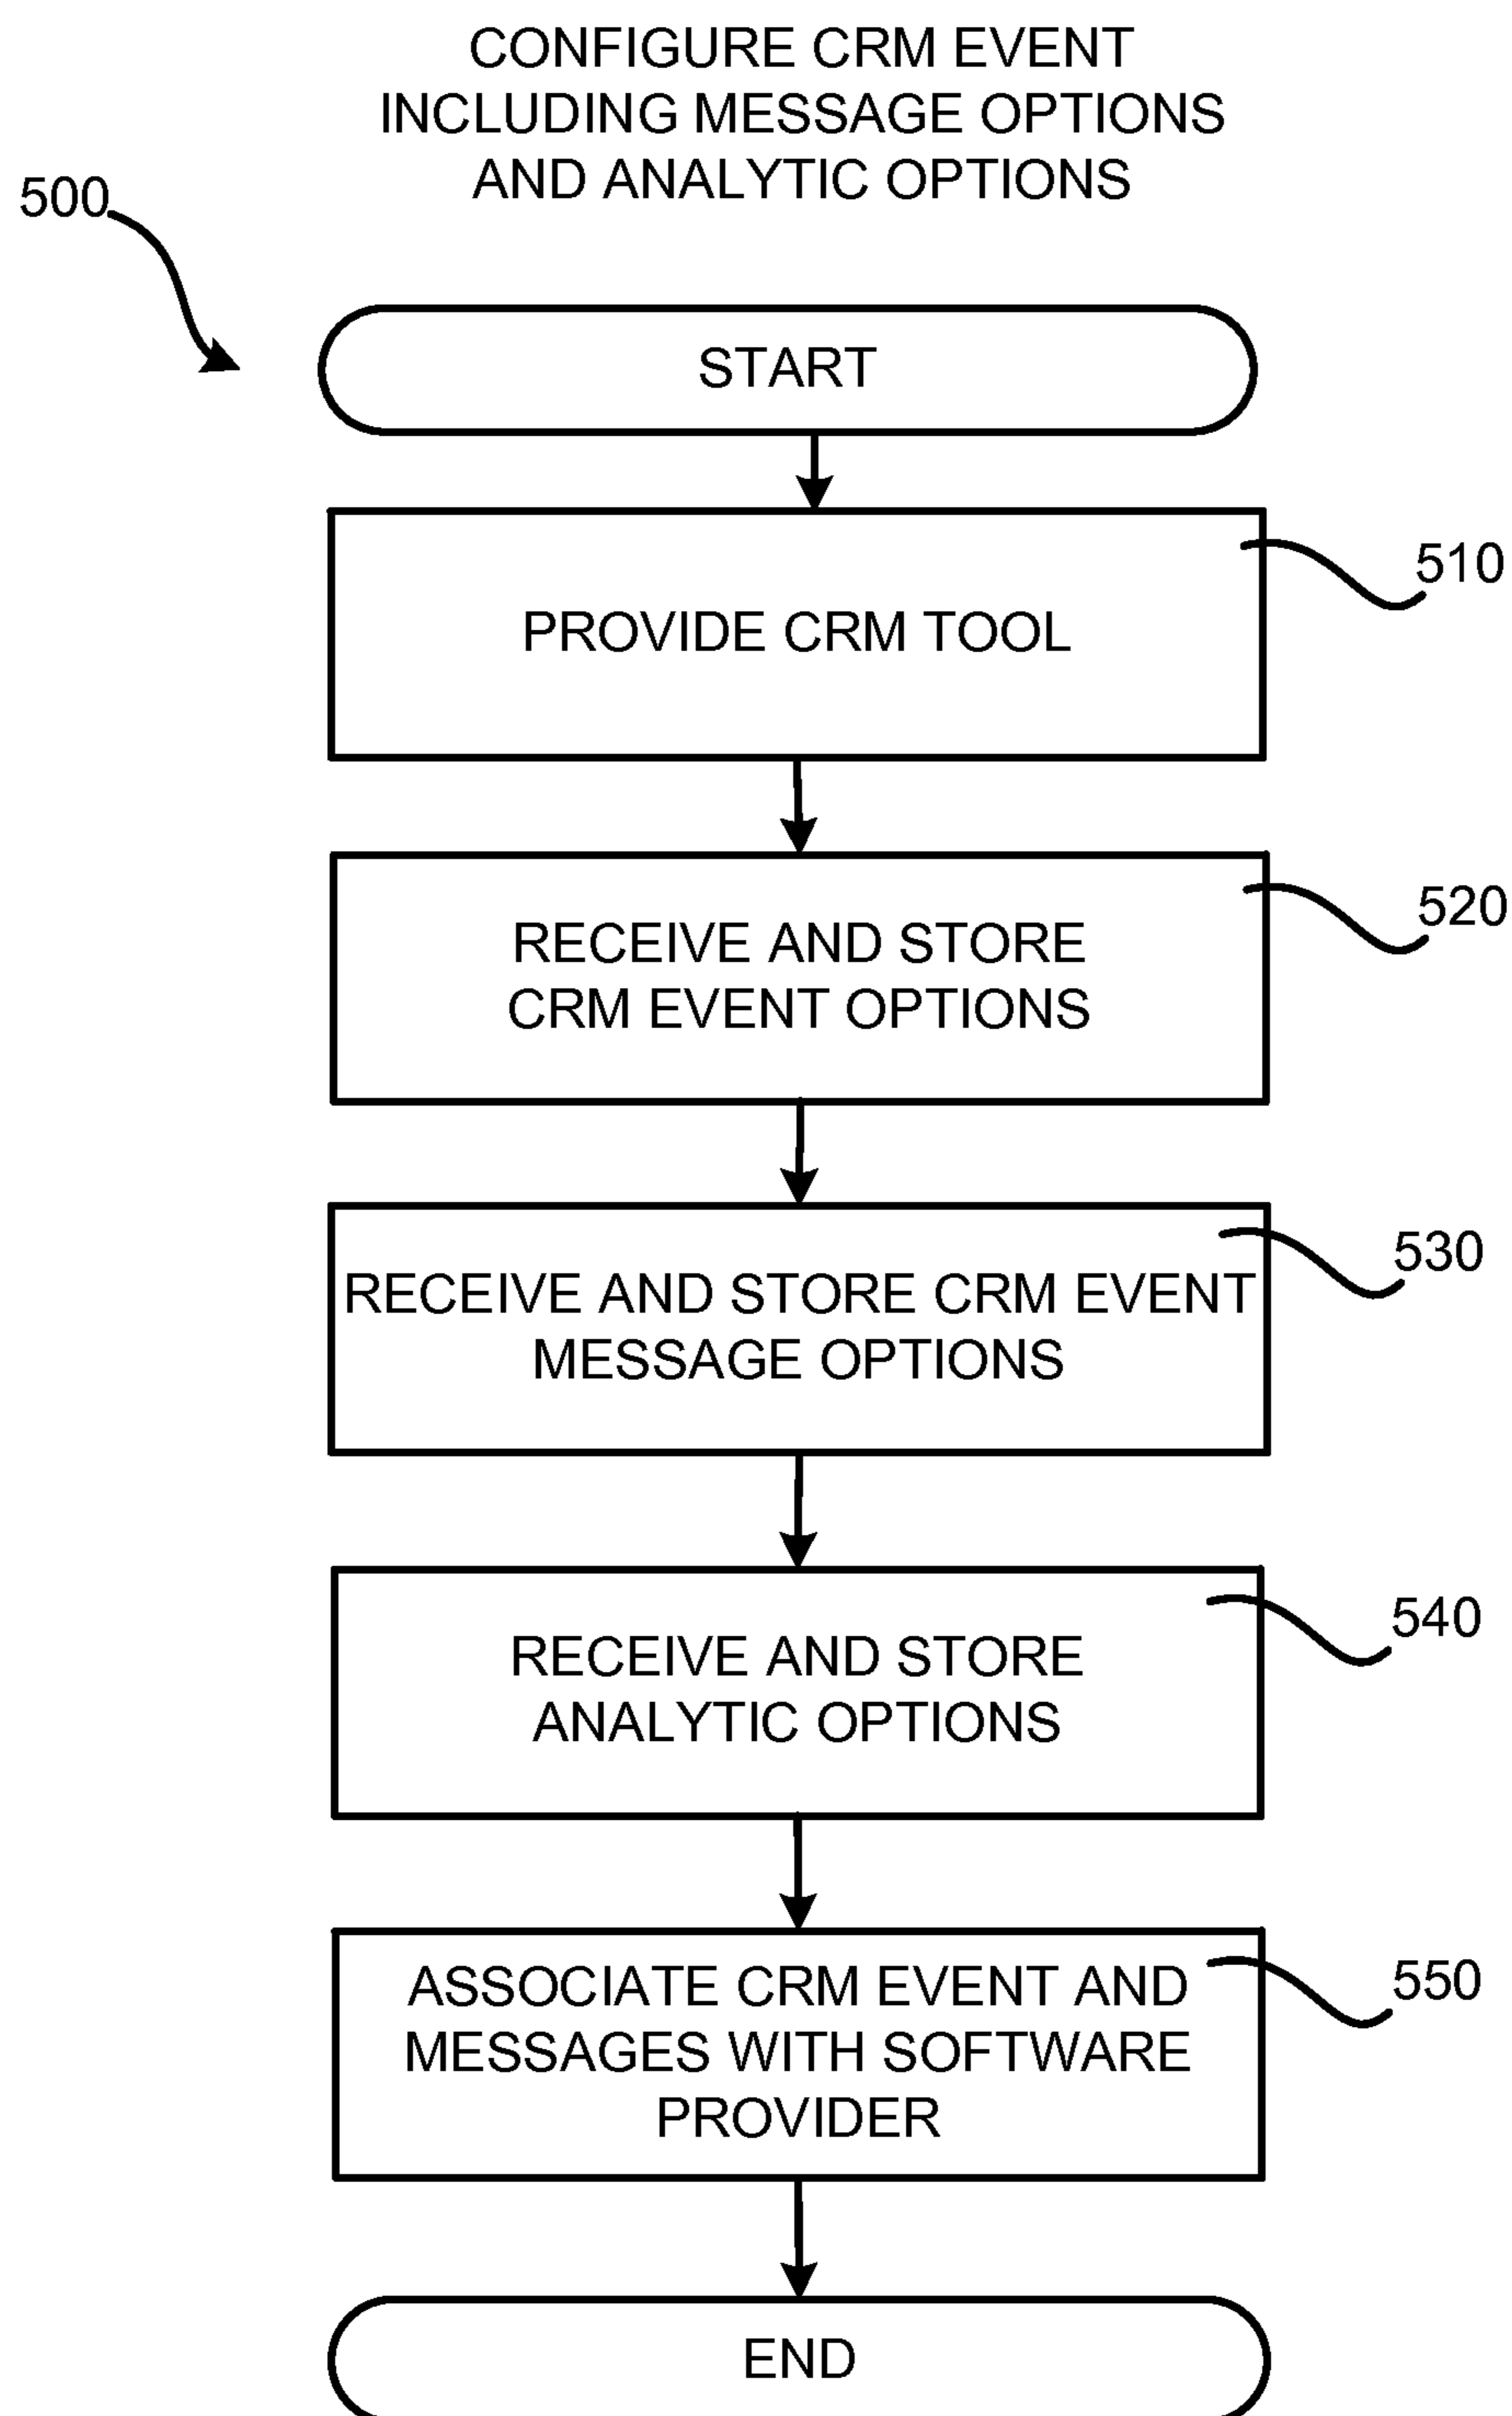 CONFIGURE CRM EVENT
INCLUDING MESSAGE OPTIONS
AND ANALYTIC OPTIONS
500
START
510
PROVIDE CRM TOOL
520
RECEIVE AND STORE
CRM EVENT OPTIONS
530
RECEIVE AND STORE CRM EVENT
MESSAGE OPTIONS
540
RECEIVE AND STORE
ANALYTIC OPTIONS
550
ASSOCIATE CRM EVENT AND
MESSAGES WITH SOFTWARE
PROVIDER
END